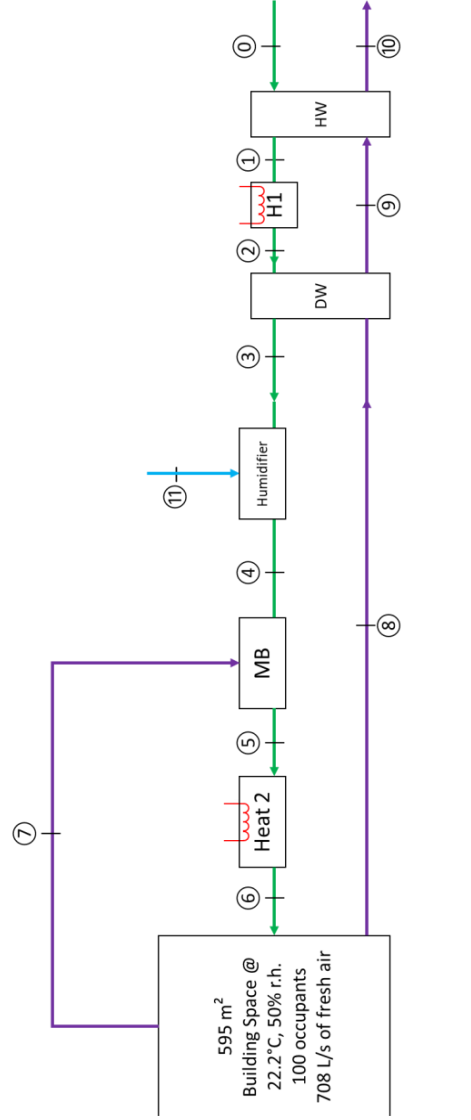 595 m²
Building Space @
22.2°C, 50% r.h.
100 occupants
708 L/s of fresh air
7
6
Heat 2
5
MB
4
11
Humidifier
3
DW
2
H1
1
HW
0
8
9
10